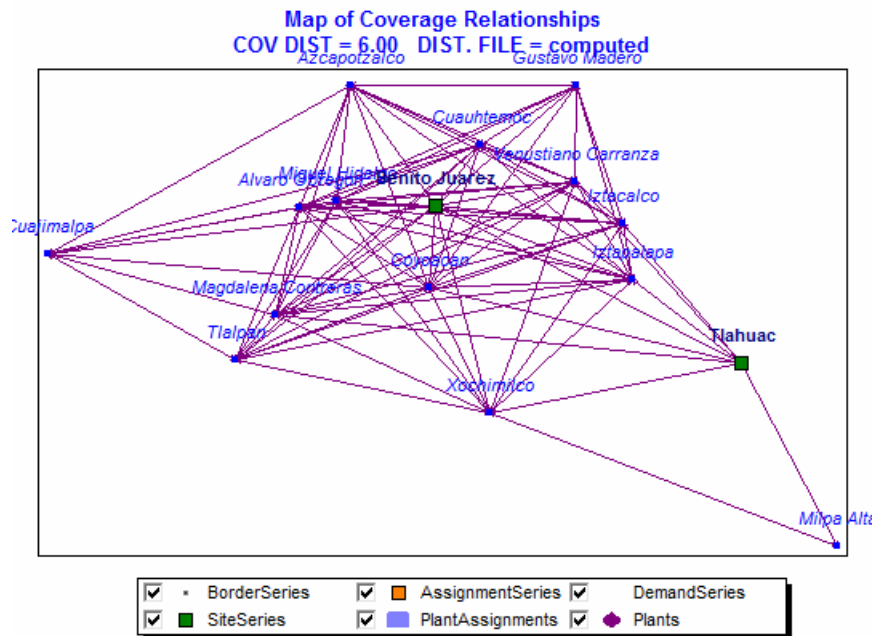 Map of Coverage Relationships
COV DIST = 6.00 DIST. FILE = computed
Azcapotzalco Gustavo Madero
Cuauhtemoc
Venustiano Carranza
Miguel Hidalgo Benito Juarez
Alvaro Obregon Iztacalco
Cuajimalpa
Coyoacan Iztapalapa
Magdalena Contreras
Tlalpan Tlahuac
Xochimilco
Milpa Alta
BorderSeries AssignmentSeries DemandSeries
SiteSeries PlantAssignments Plants